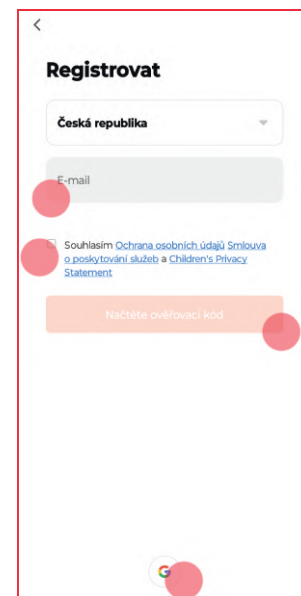 Registrovat
Česká republika
E-mail
Souhlasím Ochrana osobních údajů Smlouva
o poskytování služeb a Children's Privacy
Statement
Načtěte ověřovací kód
G